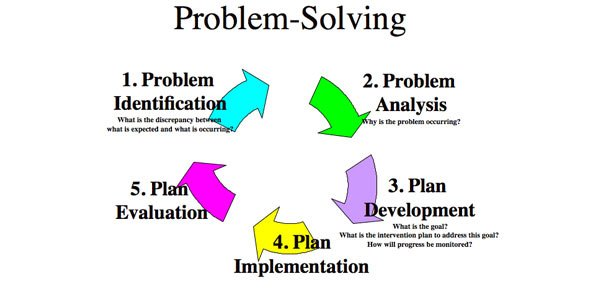 Problem-Solving
1. Problem
Identification
What is the discrepancy between
what is expected and what is occurring?
2. Problem
Analysis
Why is the problem occurring?
3. Plan
Development
What is the goal?
What is the intervention plan to address this goal?
How will progress be monitored?
4. Plan
Implementation
5. Plan
Evaluation